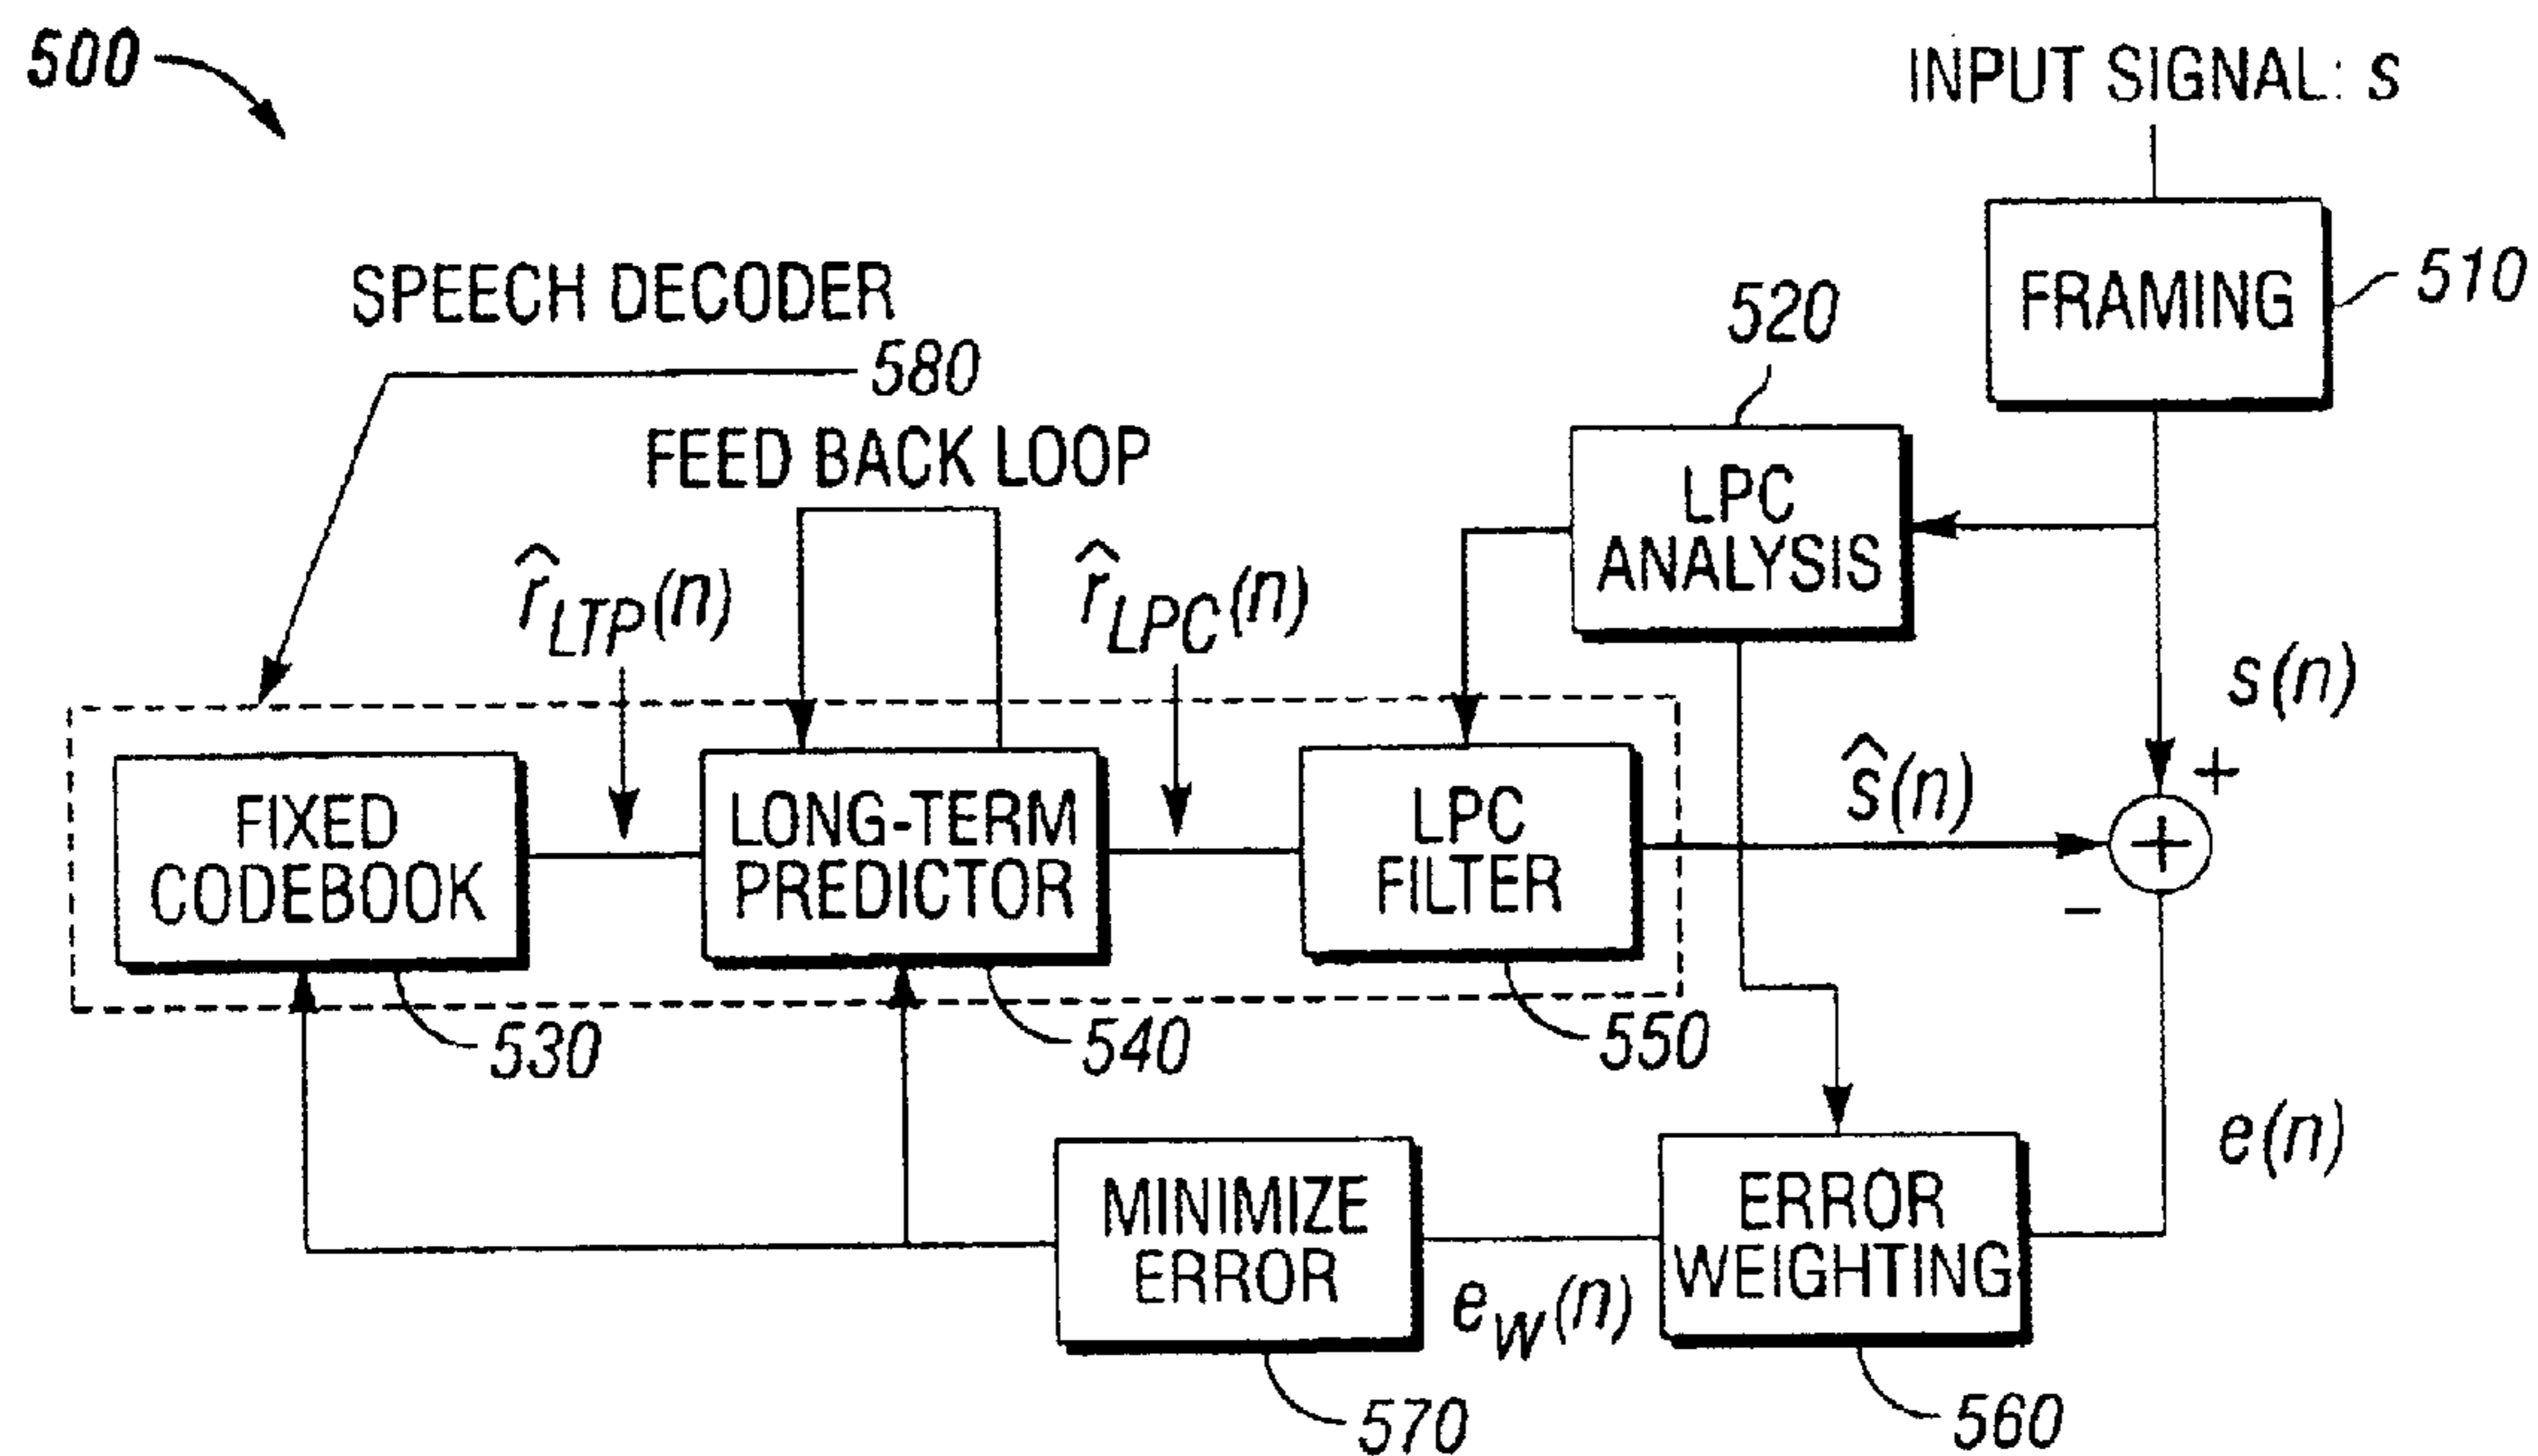 500
INPUT SIGNAL: s
FRAMING
510
SPEECH DECODER
580
520
LPC
ANALYSIS
FEED BACK LOOP
r̂LTP(n)
r̂LPC(n)
s(n)
ŝ(n)
+
+
−
FIXED
CODEBOOK
530
LONG-TERM
PREDICTOR
540
LPC
FILTER
550
e(n)
MINIMIZE
ERROR
570
eW(n)
ERROR
WEIGHTING
560